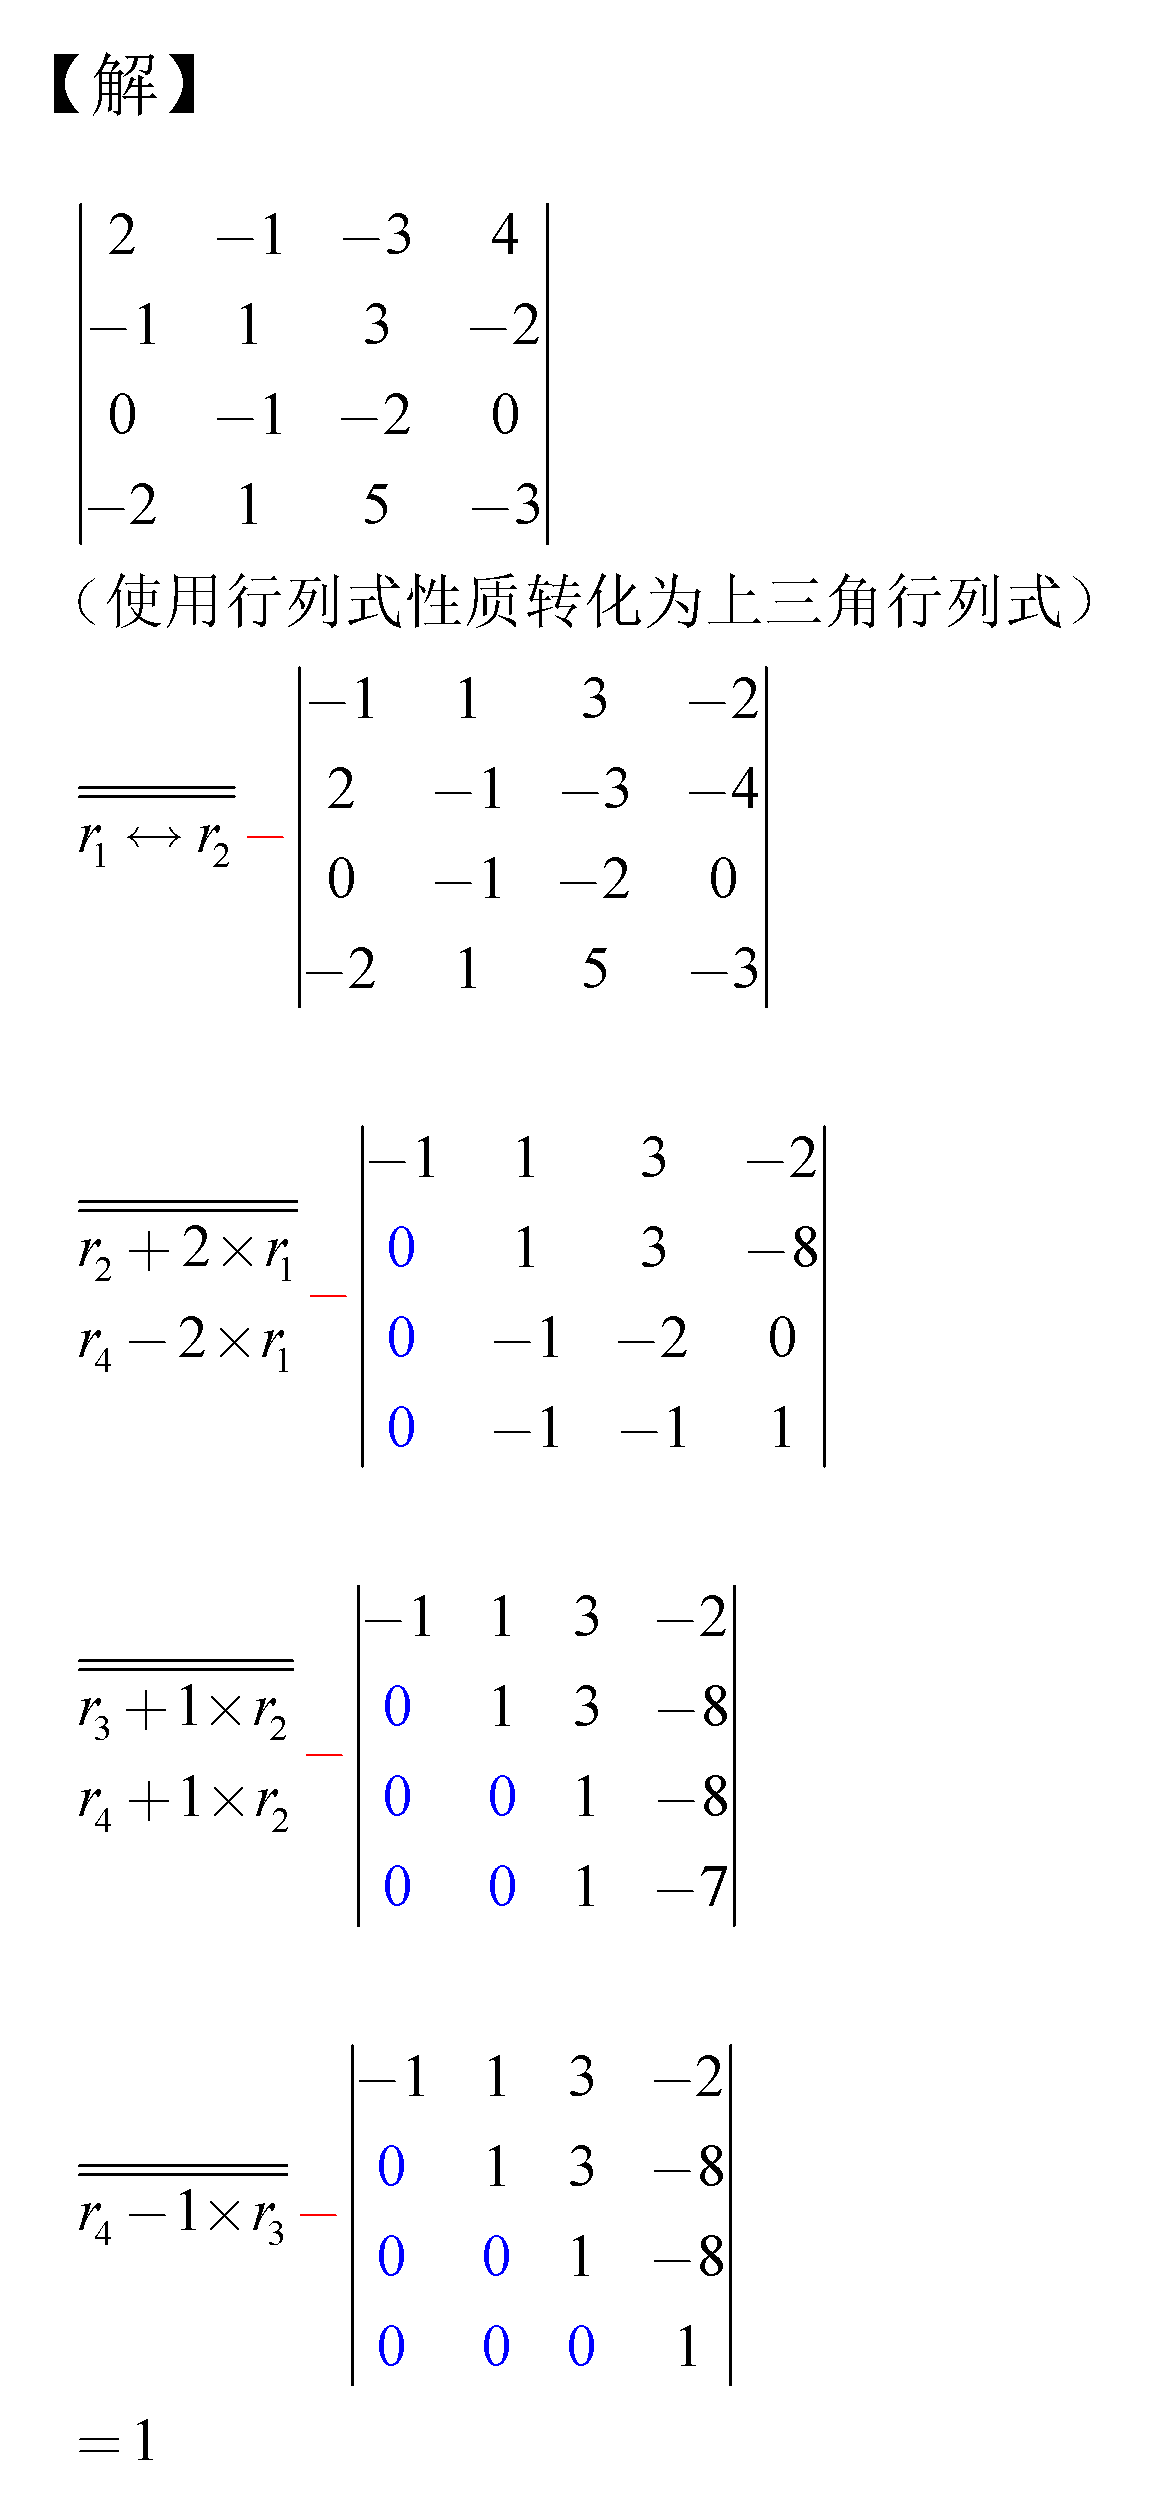 【解】
2 −1 −3 4
−1 1 3 −2
0 −1 −2 0
−2 1 5 −3
（使用行列式性质转化为上三角行列式）
−1 1 3 −2
2 −1 −3 −4
r₁ ↔ r₂ −
0 −1 −2 0
−2 1 5 −3
−1 1 3 −2
r₂ + 2 × r₁ 0 1 3 −8
−
r₄ − 2 × r₁ 0 −1 −2 0
0 −1 −1 1
−1 1 3 −2
r₃ + 1 × r₂ 0 1 3 −8
−
r₄ + 1 × r₂ 0 0 1 −8
0 0 1 −7
−1 1 3 −2
0 1 3 −8
r₄ − 1 × r₃ −
0 0 1 −8
0 0 0 1
= 1